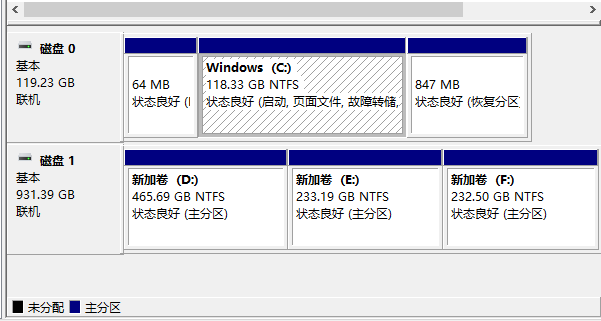 磁盘 0
基本
119.23 GB
联机
64 MB
状态良好 (I
Windows (C:)
118.33 GB NTFS
状态良好 (启动, 页面文件, 故障转储,
847 MB
状态良好 (恢复分区
磁盘 1
基本
931.39 GB
联机
新加卷 (D:)
465.69 GB NTFS
状态良好 (主分区)
新加卷 (E:)
233.19 GB NTFS
状态良好 (主分区)
新加卷 (F:)
232.50 GB NTFS
状态良好 (主分区)
未分配 主分区